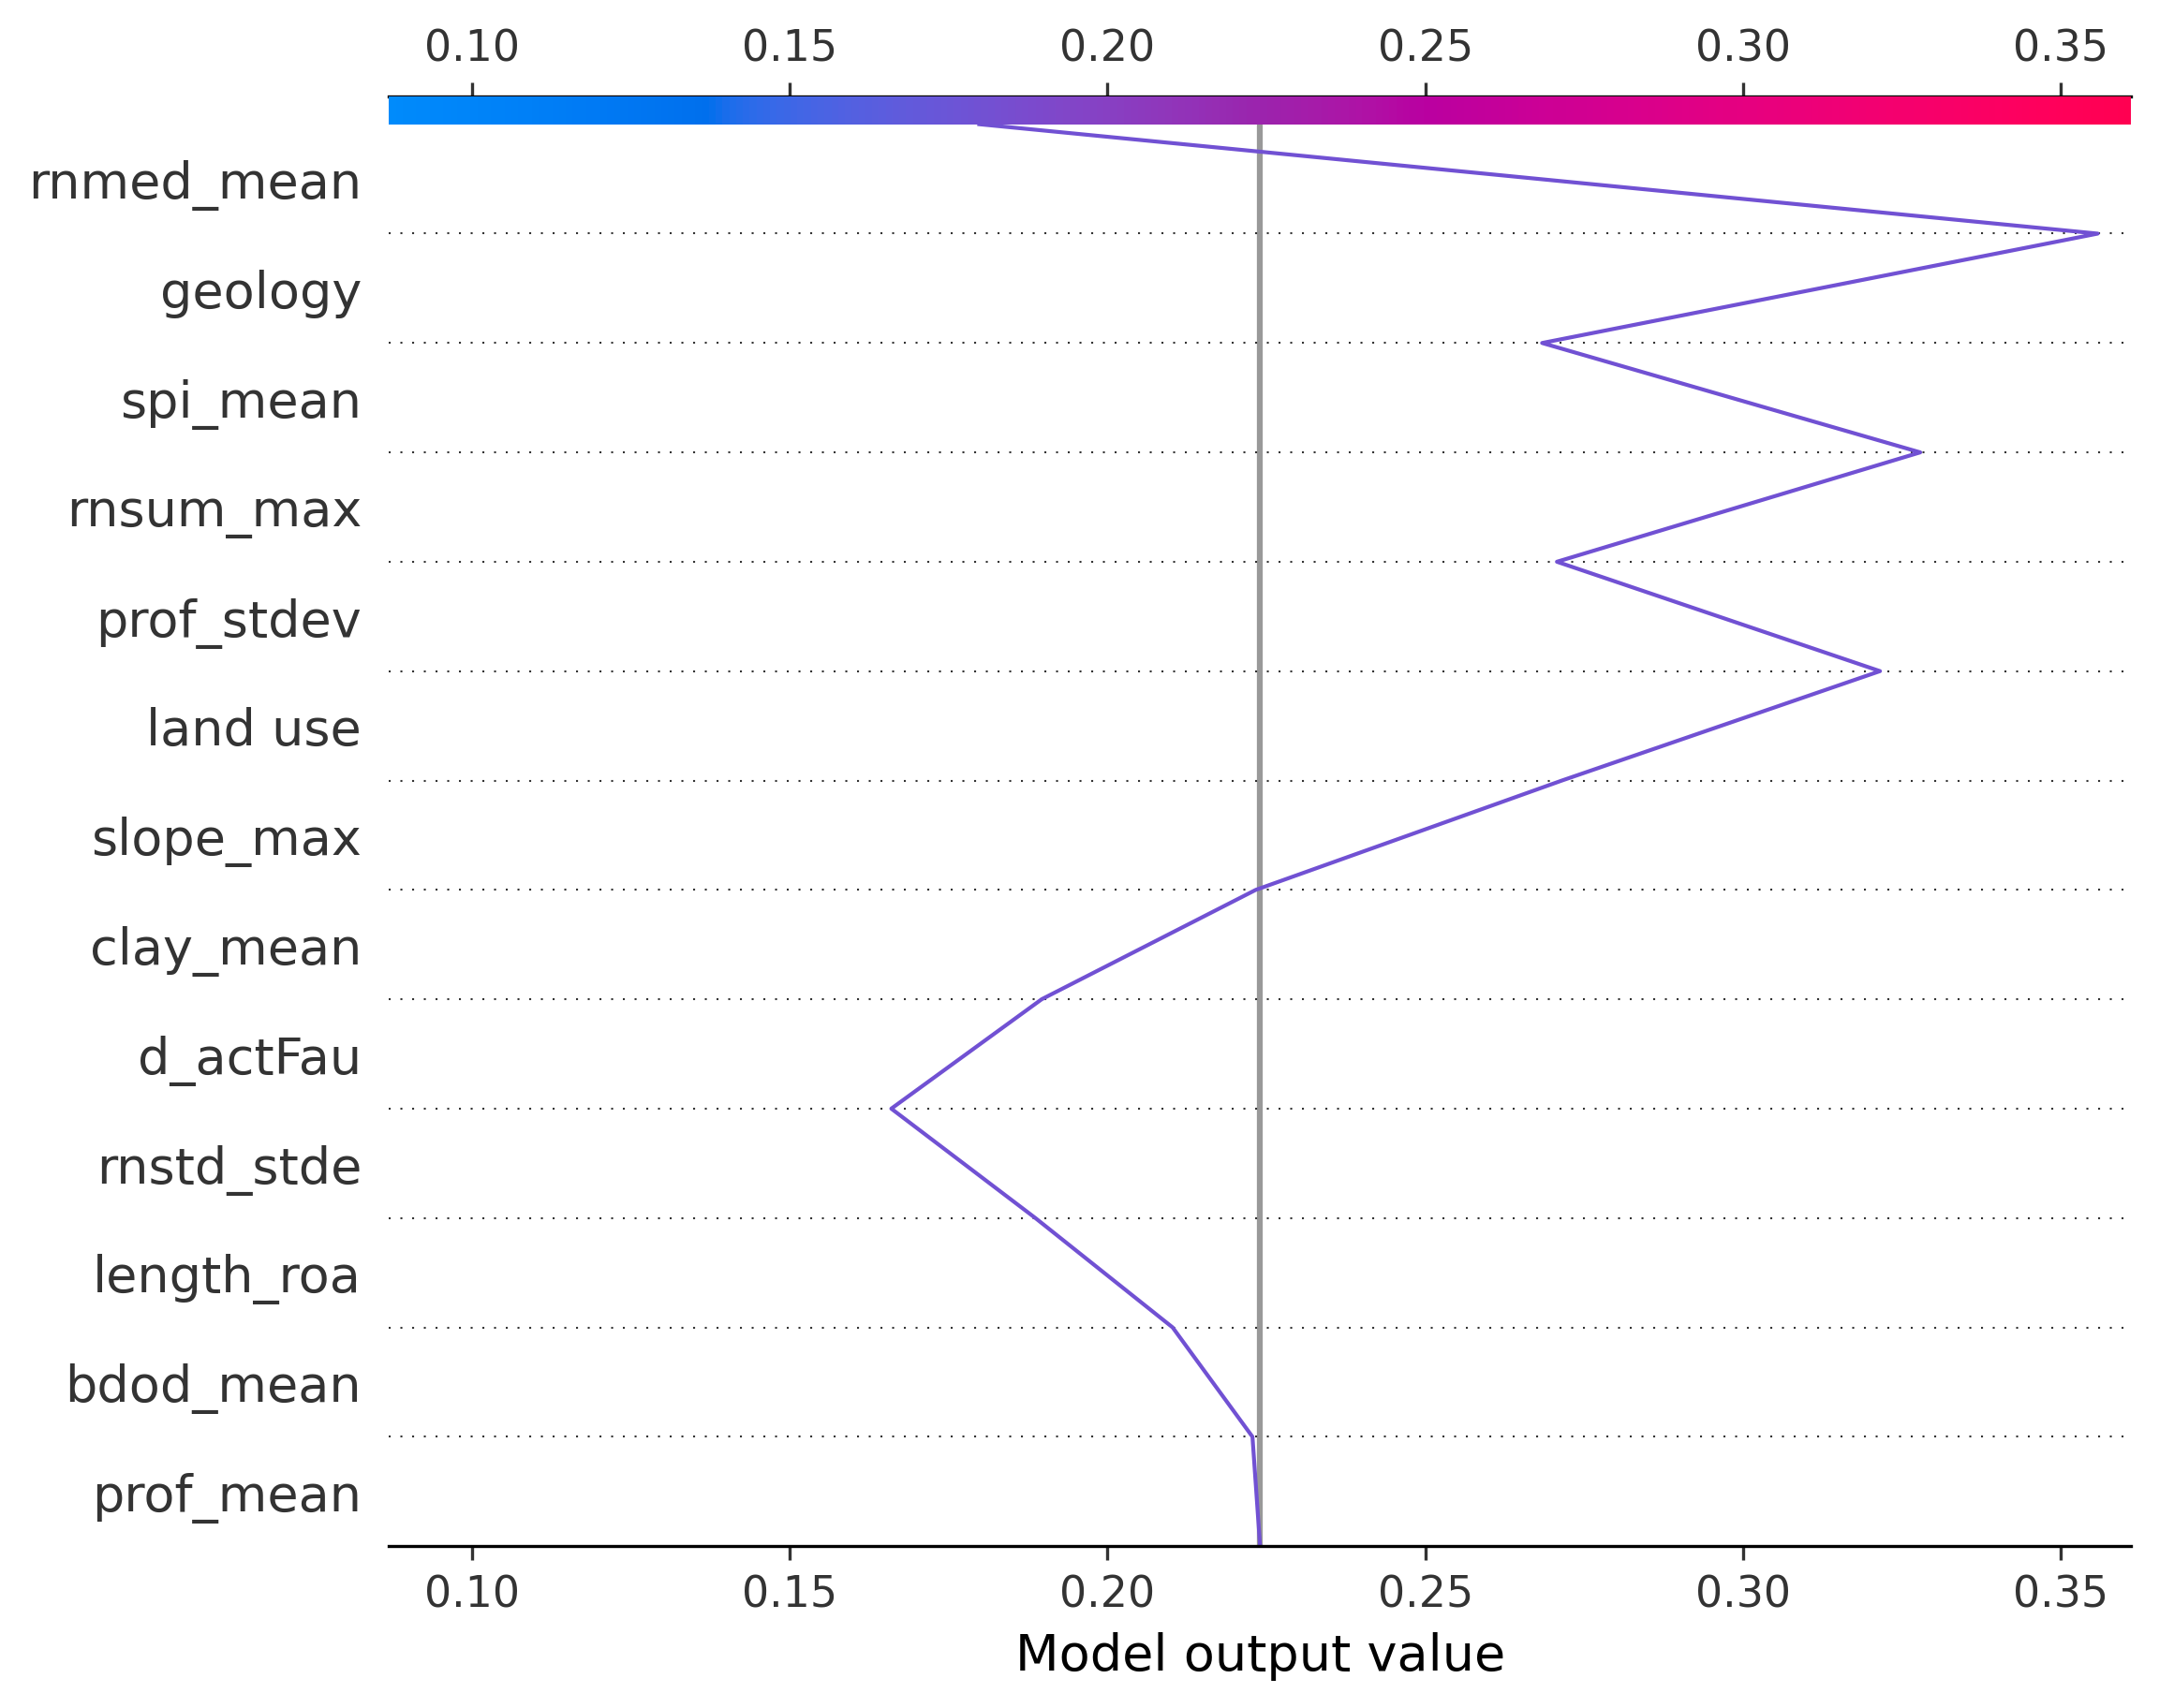 0.10 0.15 0.20 0.25 0.30 0.35
rnmed_mean
geology
spi_mean
rnsum_max
prof_stdev
land use
slope_max
clay_mean
d_actFau
rnstd_stde
length_roa
bdod_mean
prof_mean
0.10 0.15 0.20 0.25 0.30 0.35
Model output value